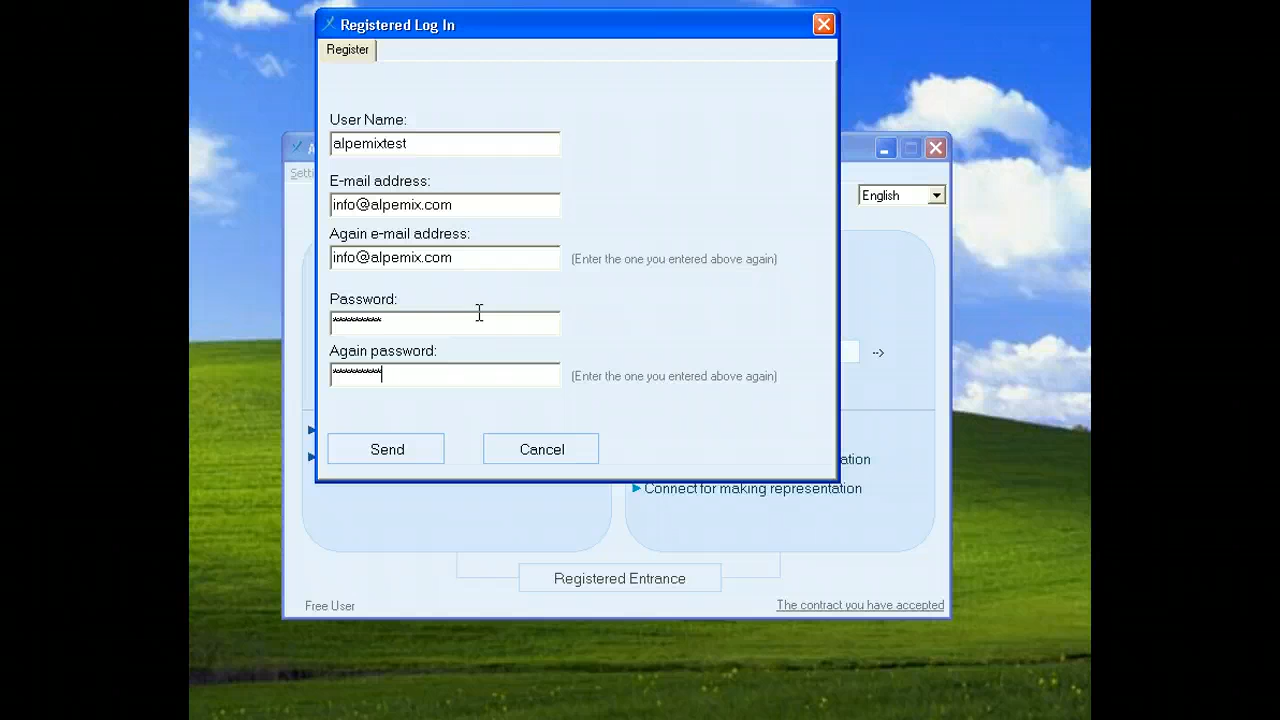 Registered Log In
Register
User Name:
alpemixtest
E-mail address:
info@alpemix.com
Again e-mail address:
info@alpemix.com
(Enter the one you entered above again)
Password:
**********
Again password:
**********
(Enter the one you entered above again)
Send
Cancel
English
-->
Connect for making representation
Registered Entrance
Free User
The contract you have accepted